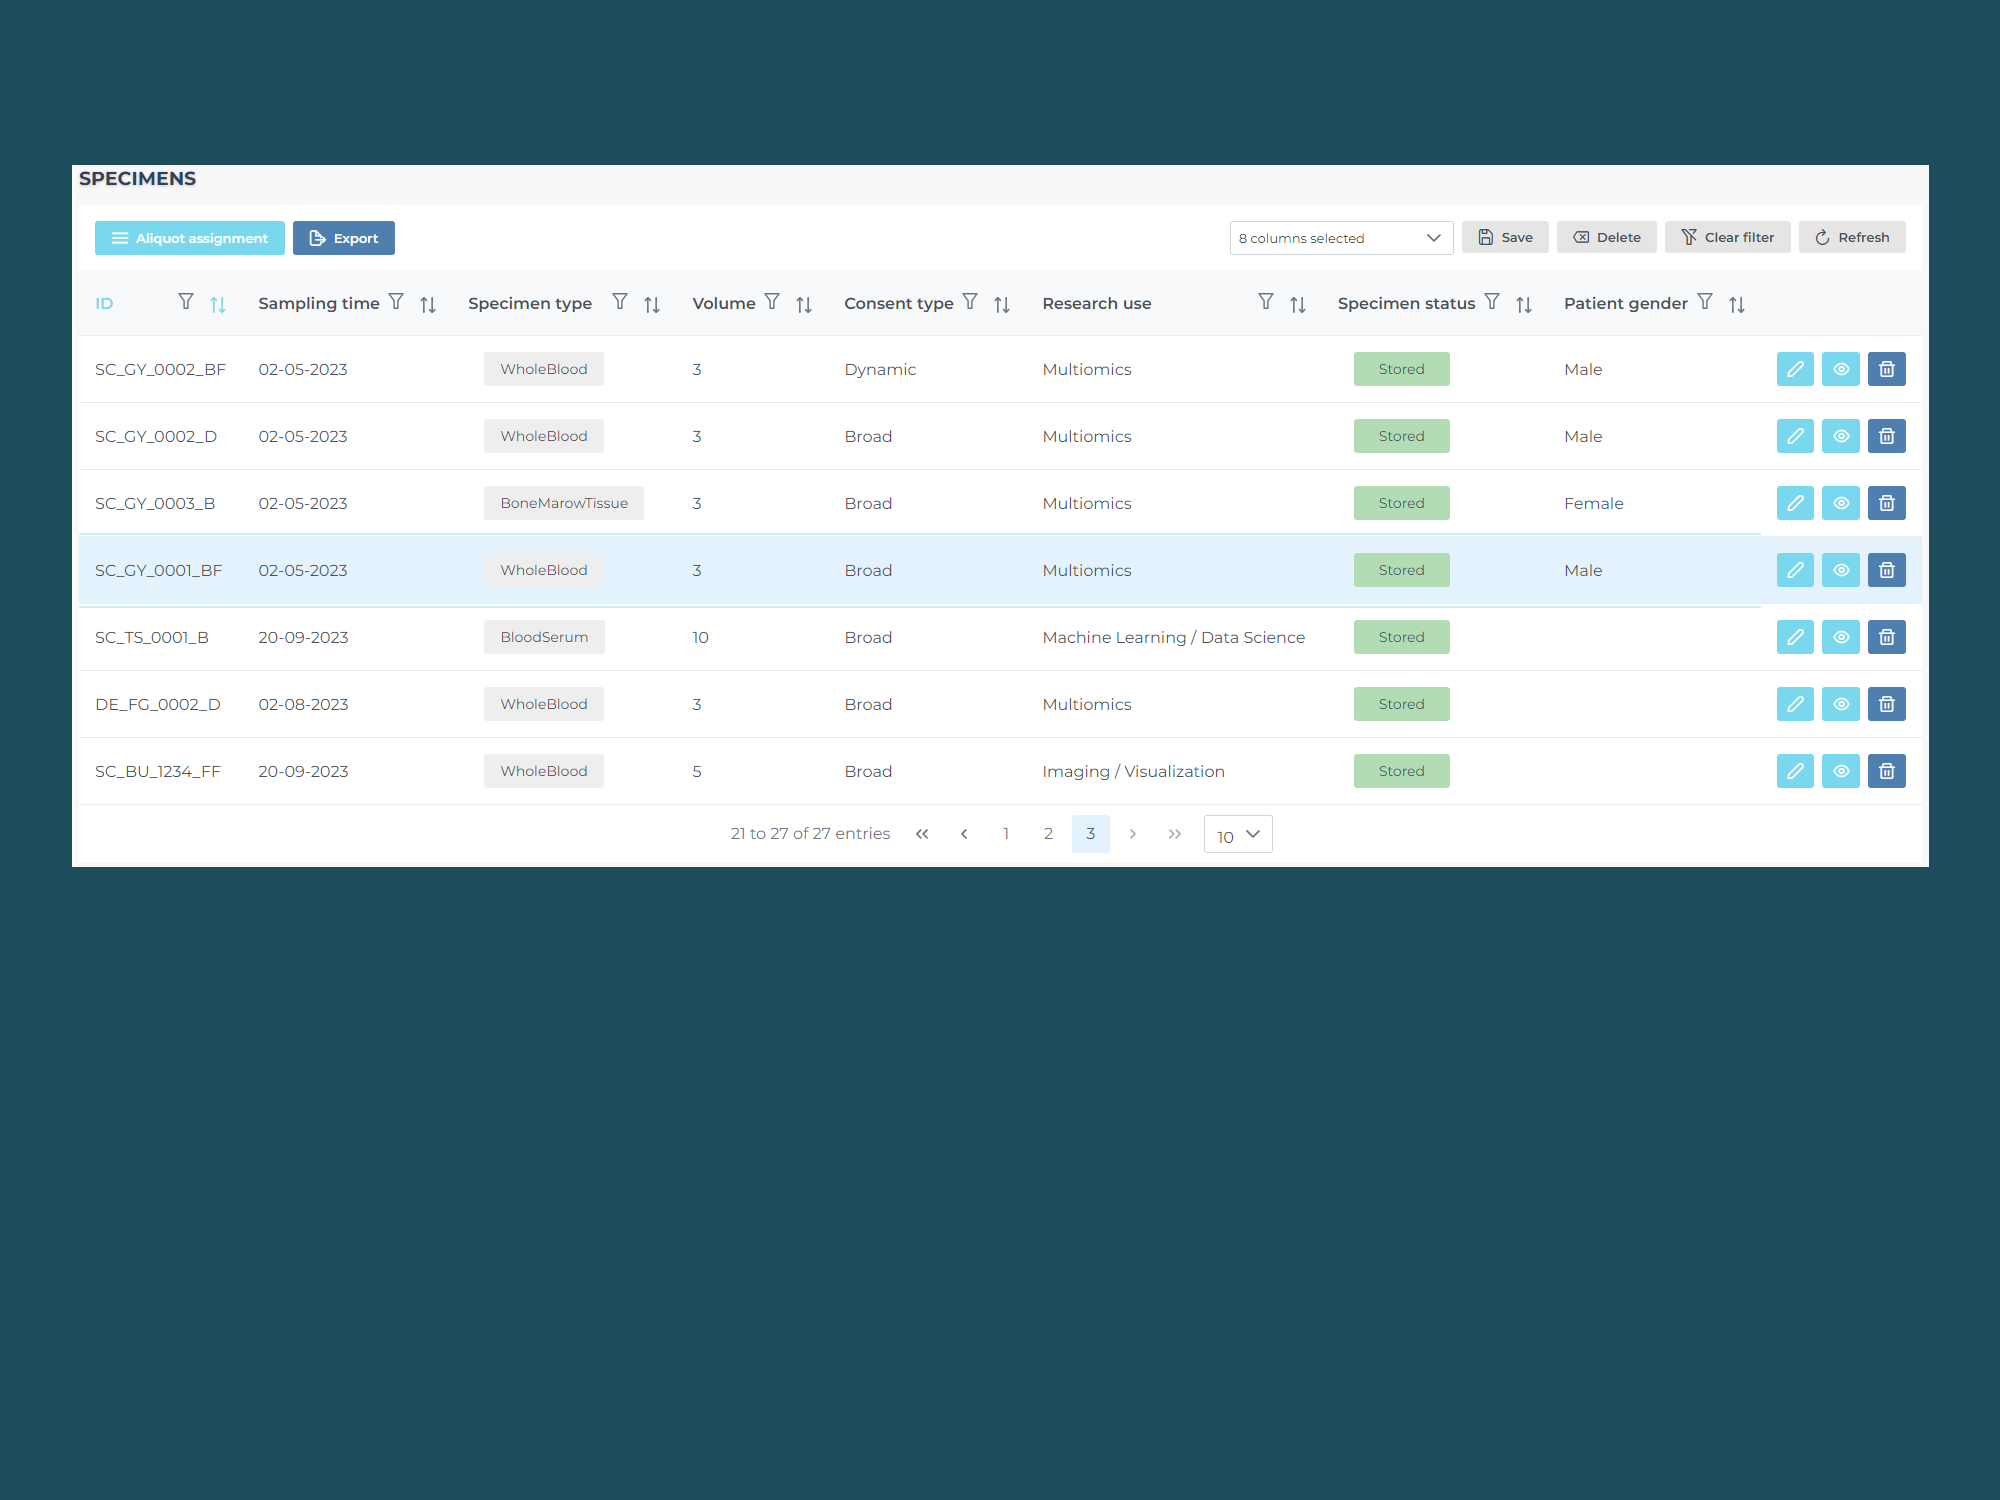 SPECIMENS
Aliquot assignment Export 8 columns selected Save Delete Clear filter Refresh
ID Sampling time Specimen type Volume Consent type Research use Specimen status Patient gender
SC_GY_0002_BF 02-05-2023 WholeBlood 3 Dynamic Multiomics Stored Male
SC_GY_0002_D 02-05-2023 WholeBlood 3 Broad Multiomics Stored Male
SC_GY_0003_B 02-05-2023 BoneMarowTissue 3 Broad Multiomics Stored Female
SC_GY_0001_BF 02-05-2023 WholeBlood 3 Broad Multiomics Stored Male
SC_TS_0001_B 20-09-2023 BloodSerum 10 Broad Machine Learning / Data Science Stored
DE_FG_0002_D 02-08-2023 WholeBlood 3 Broad Multiomics Stored
SC_BU_1234_FF 20-09-2023 WholeBlood 5 Broad Imaging / Visualization Stored
21 to 27 of 27 entries « ‹ 1 2 3 › » 10